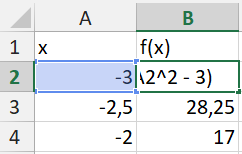 A B
1 x f(x)
2 -3 2^2 - 3)
3 -2,5 28,25
4 -2 17